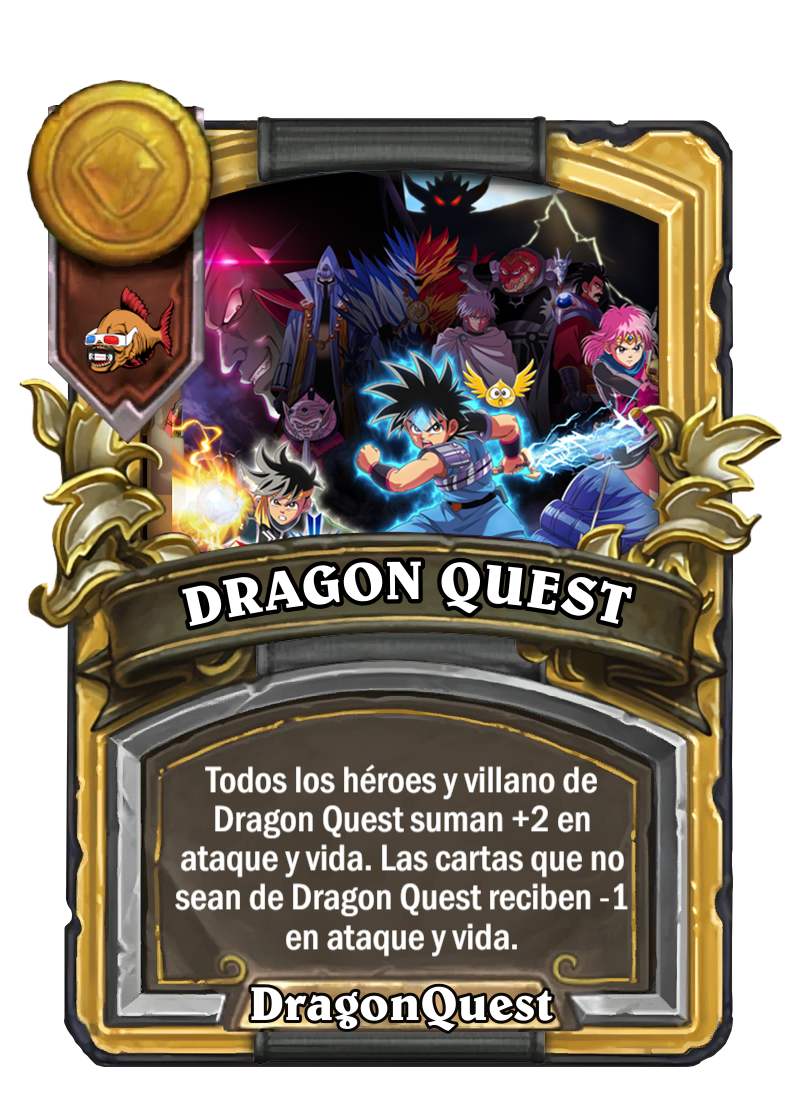 DRAGON QUEST
Todos los héroes y villano de
Dragon Quest suman +2 en
ataque y vida. Las cartas que no
sean de Dragon Quest reciben -1
en ataque y vida.
DragonQuest